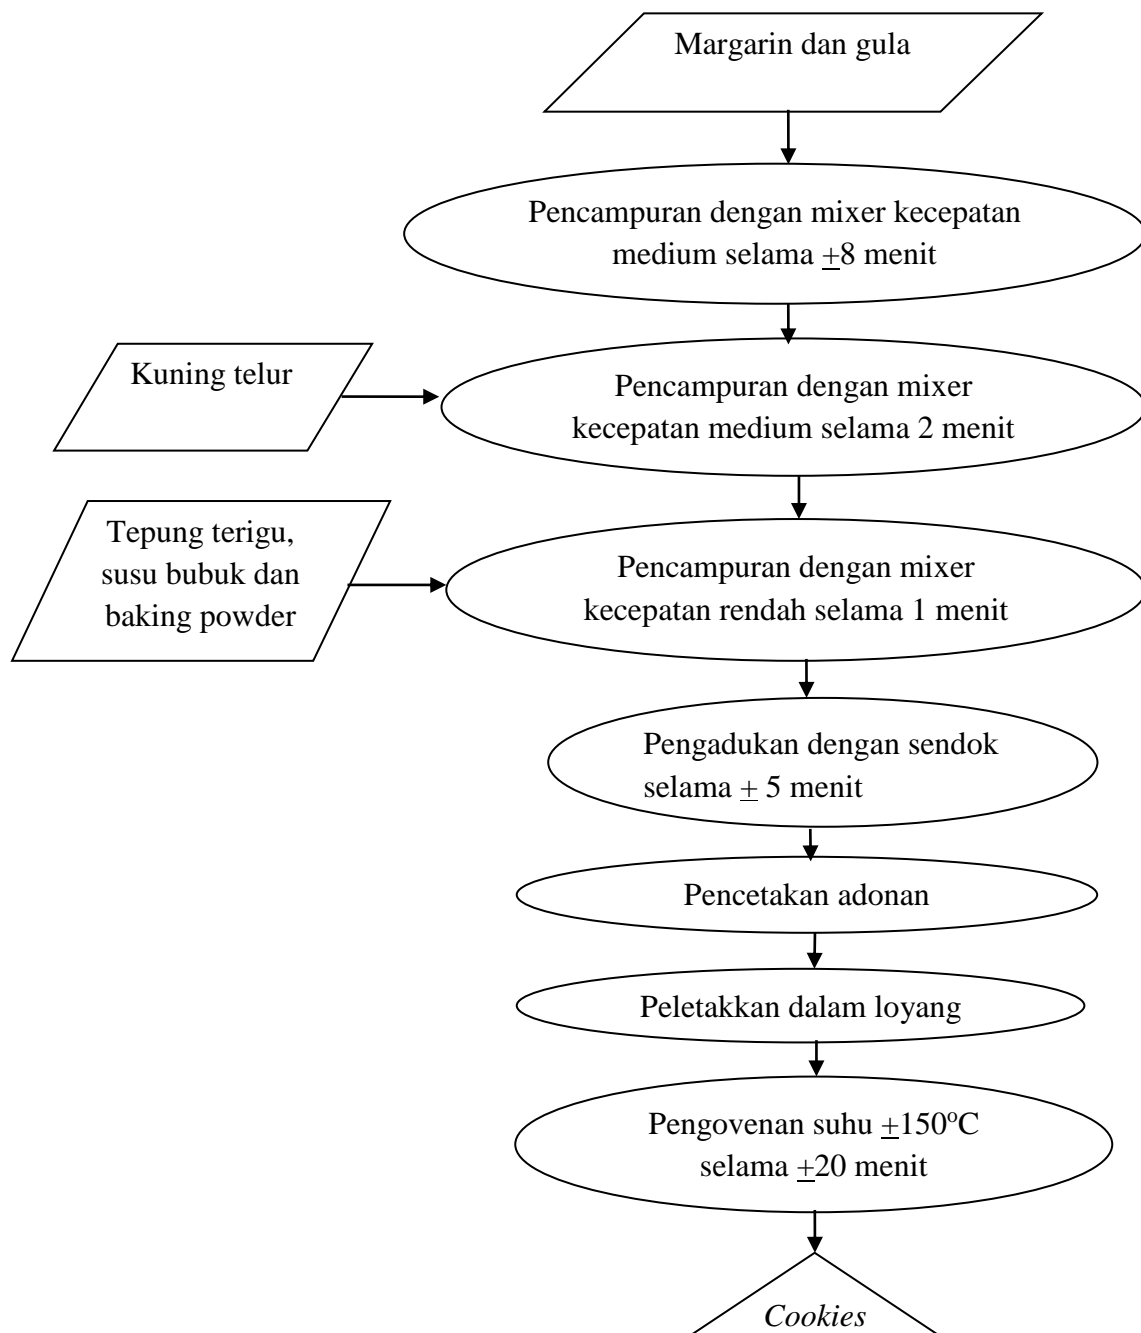 Margarin dan gula
Pencampuran dengan mixer kecepatan
medium selama +8 menit
Kuning telur
Pencampuran dengan mixer
kecepatan medium selama 2 menit
Tepung terigu,
susu bubuk dan
baking powder
Pencampuran dengan mixer
kecepatan rendah selama 1 menit
Pengadukan dengan sendok
selama + 5 menit
Pencetakan adonan
Peletakkan dalam loyang
Pengovenan suhu +150°C
selama +20 menit
Cookies